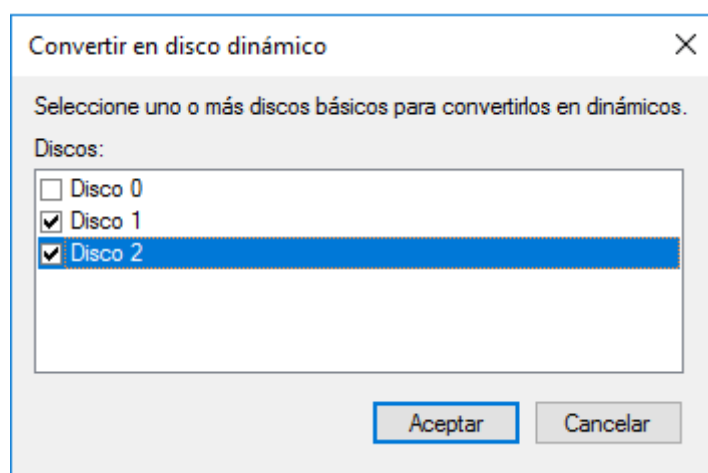 Convertir en disco dinámico
Seleccione uno o más discos básicos para convertirlos en dinámicos.
Discos:
Disco 0
Disco 1
Disco 2
Aceptar Cancelar